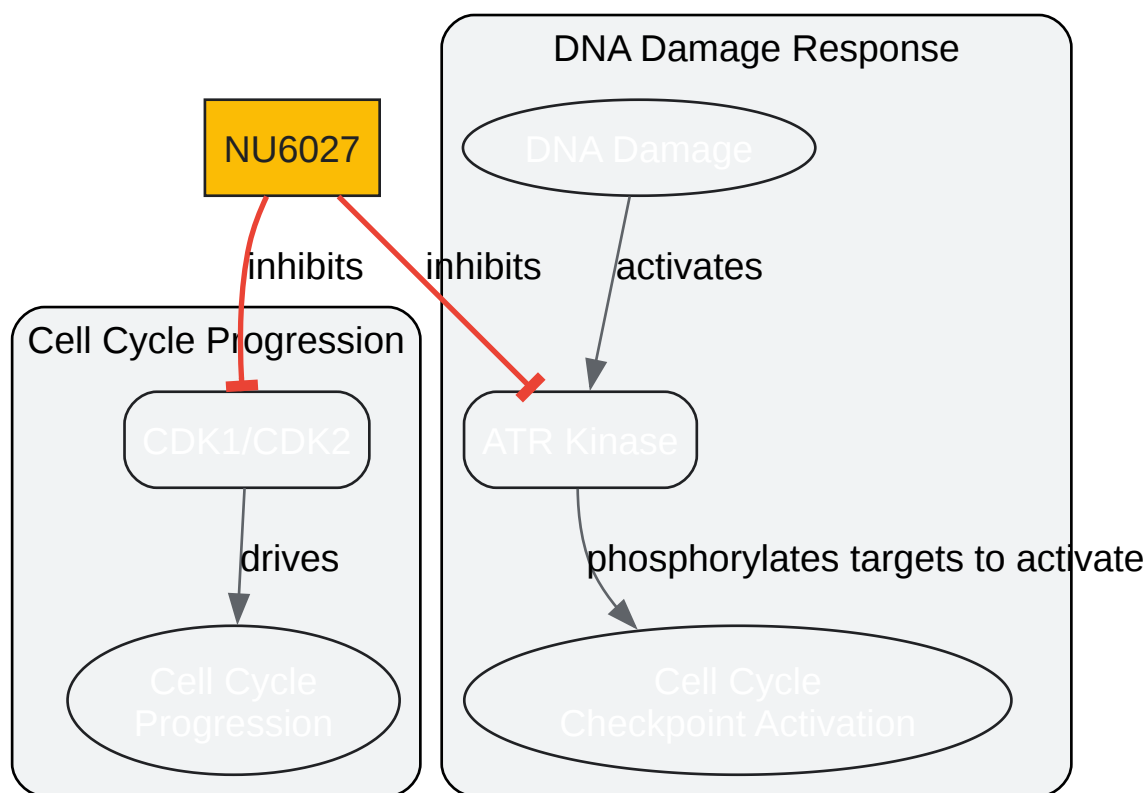 DNA Damage Response
NU6027
DNA Damage
inhibits
inhibits
activates
Cell Cycle Progression
CDK1/CDK2
ATR Kinase
drives
phosphorylates targets to activate
Cell Cycle
Progression
Cell Cycle
Checkpoint Activation